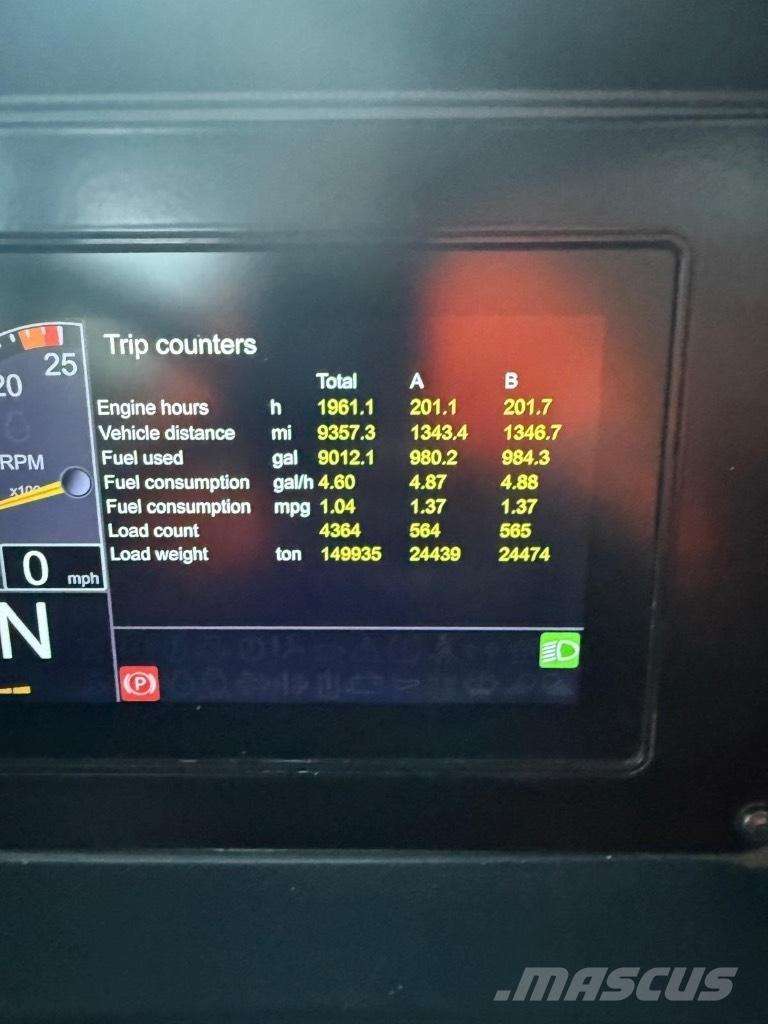 Trip counters
25
20
Total A B
Engine hours h 1961.1 201.1 201.7
Vehicle distance mi 9357.3 1343.4 1346.7
RPM
Fuel used gal 9012.1 980.2 984.3
Fuel consumption gal/h 4.60 4.87 4.88
x100
Fuel consumption mpg 1.04 1.37 1.37
Load count 4364 564 565
Load weight ton 149935 24439 24474
0 mph
N
P
.MASCUS